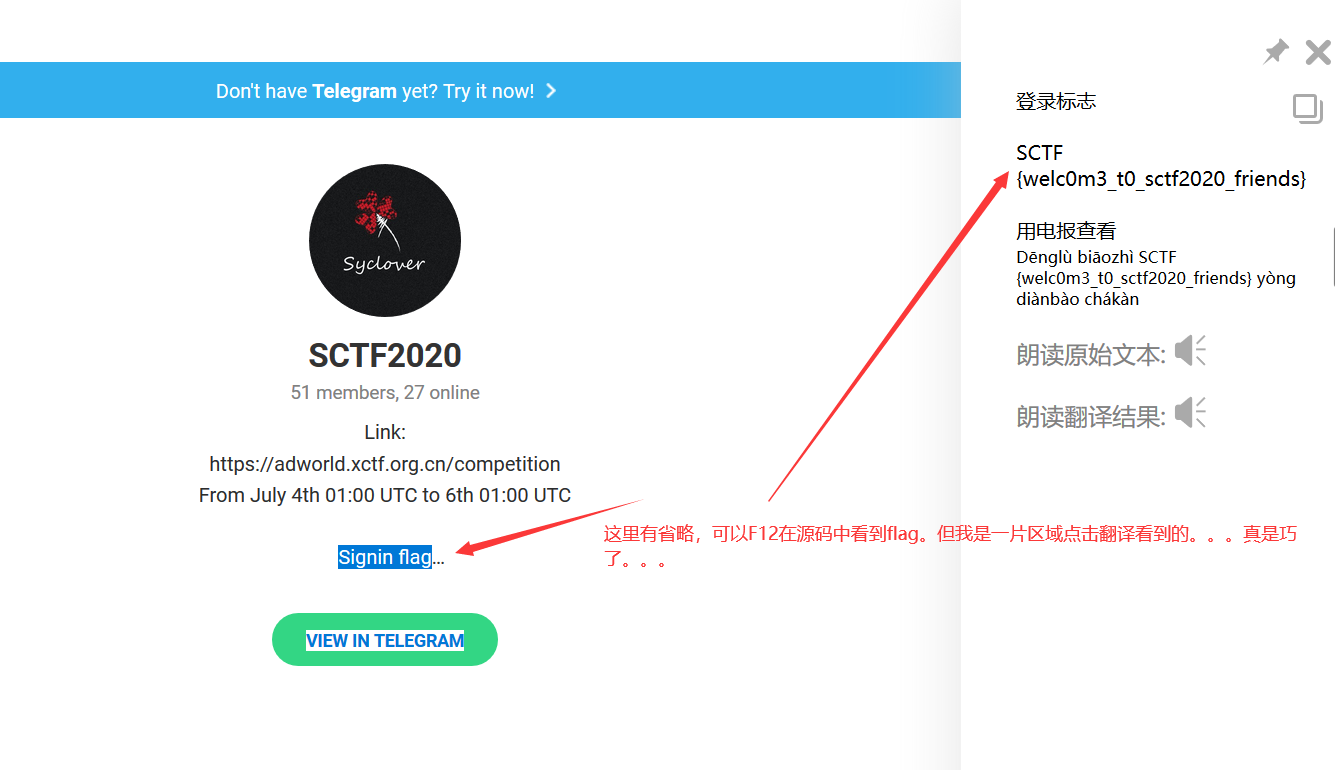 Don't have Telegram yet? Try it now!
Syclover
SCTF2020
51 members, 27 online
Link:
https://adworld.xctf.org.cn/competition
From July 4th 01:00 UTC to 6th 01:00 UTC
Signin flag...
VIEW IN TELEGRAM
这里有省略，可以F12在源码中看到flag。但我是一片区域点击翻译看到的。。。真是巧
了。。。
登录标志
SCTF
{welc0m3_t0_sctf2020_friends}
用电报查看
Dēnglù biāozhì SCTF
{welc0m3_t0_sctf2020_friends} yòng
diànbào chákàn
朗读原始文本:
朗读翻译结果: